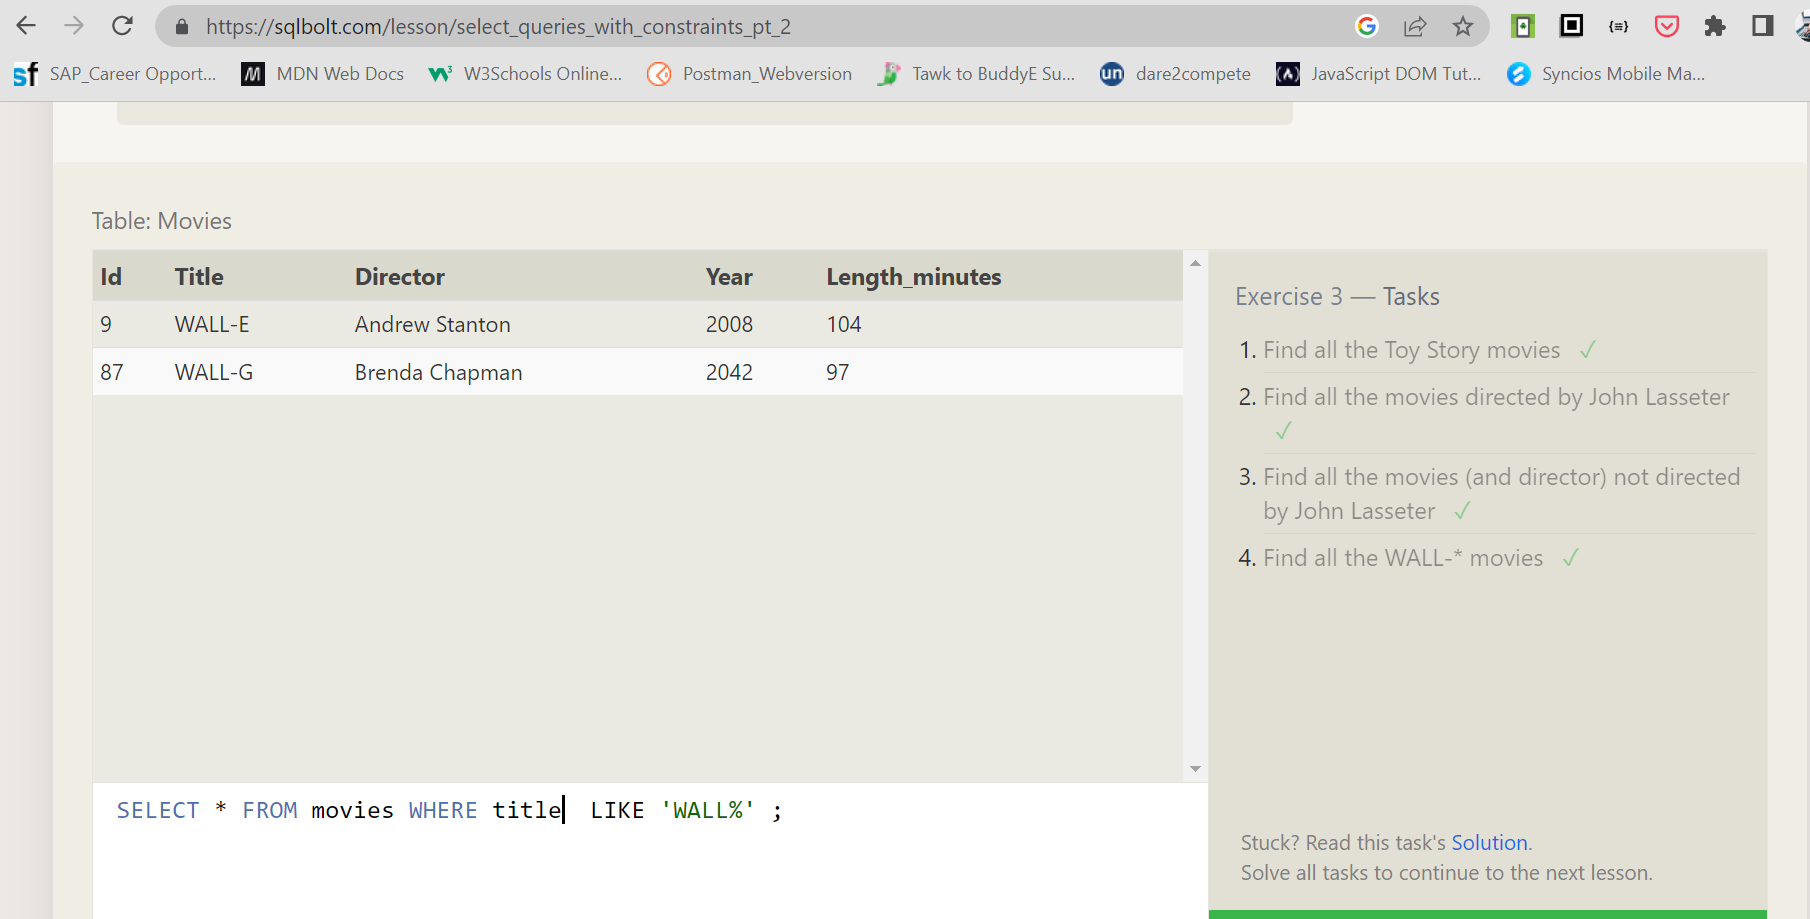 https://sqlbolt.com/lesson/select_queries_with_constraints_pt_2
SAP_Career Opport... MDN Web Docs W3Schools Online... Postman_Webversion Tawk to BuddyE Su... dare2compete JavaScript DOM Tut... Syncios Mobile Ma...
Table: Movies
Id Title Director Year Length_minutes
9 WALL-E Andrew Stanton 2008 104
87 WALL-G Brenda Chapman 2042 97
SELECT * FROM movies WHERE title LIKE 'WALL%' ;
Exercise 3 — Tasks
1. Find all the Toy Story movies ✓
2. Find all the movies directed by John Lasseter
✓
3. Find all the movies (and director) not directed
by John Lasseter ✓
4. Find all the WALL-* movies ✓
Stuck? Read this task's Solution.
Solve all tasks to continue to the next lesson.